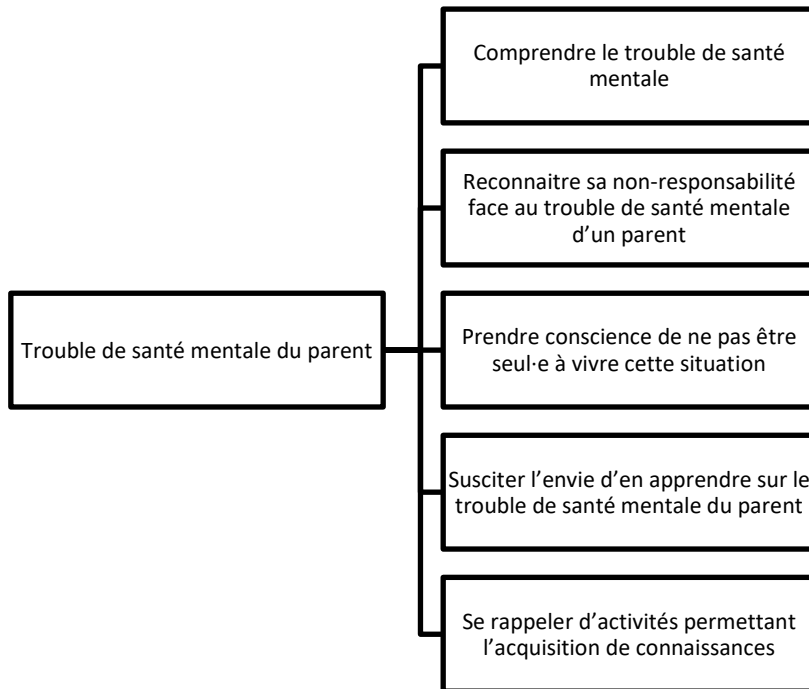 Trouble de santé mentale du parent
Comprendre le trouble de santé
mentale
Reconnaitre sa non-responsabilité
face au trouble de santé mentale
d'un parent
Prendre conscience de ne pas être
seul·e à vivre cette situation
Susciter l'envie d'en apprendre sur le
trouble de santé mentale du parent
Se rappeler d'activités permettant
l'acquisition de connaissances